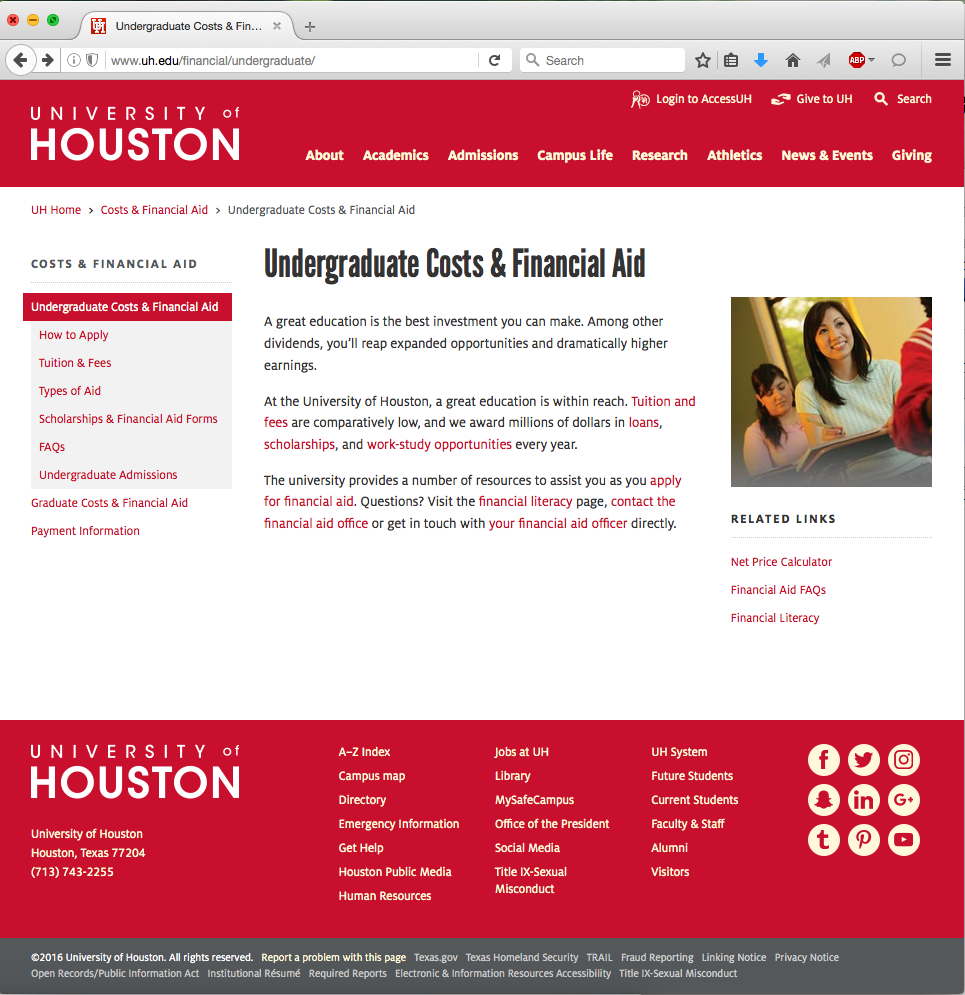 Undergraduate Costs & Fin...
www.uh.edu/financial/undergraduate/
Search
ABP
UNIVERSITY of
HOUSTON
Login to AccessUH
Give to UH
Search
About
Academics
Admissions
Campus Life
Research
Athletics
News & Events
Giving
UH Home > Costs & Financial Aid > Undergraduate Costs & Financial Aid
COSTS & FINANCIAL AID
Undergraduate Costs & Financial Aid
How to Apply
Tuition & Fees
Types of Aid
Scholarships & Financial Aid Forms
FAQs
Undergraduate Admissions
Graduate Costs & Financial Aid
Payment Information
Undergraduate Costs & Financial Aid
A great education is the best investment you can make. Among other
dividends, you'll reap expanded opportunities and dramatically higher
earnings.
At the University of Houston, a great education is within reach. Tuition and
fees are comparatively low, and we award millions of dollars in loans,
scholarships, and work-study opportunities every year.
The university provides a number of resources to assist you as you apply
for financial aid. Questions? Visit the financial literacy page, contact the
financial aid office or get in touch with your financial aid officer directly.
RELATED LINKS
Net Price Calculator
Financial Aid FAQs
Financial Literacy
UNIVERSITY of
HOUSTON
University of Houston
Houston, Texas 77204
(713) 743-2255
A–Z Index
Campus map
Directory
Emergency Information
Get Help
Houston Public Media
Human Resources
Jobs at UH
Library
MySafeCampus
Office of the President
Social Media
Title IX-Sexual
Misconduct
UH System
Future Students
Current Students
Faculty & Staff
Alumni
Visitors
©2016 University of Houston. All rights reserved. Report a problem with this page Texas.gov Texas Homeland Security TRAIL Fraud Reporting Linking Notice Privacy Notice
Open Records/Public Information Act Institutional Résumé Required Reports Electronic & Information Resources Accessibility Title IX-Sexual Misconduct